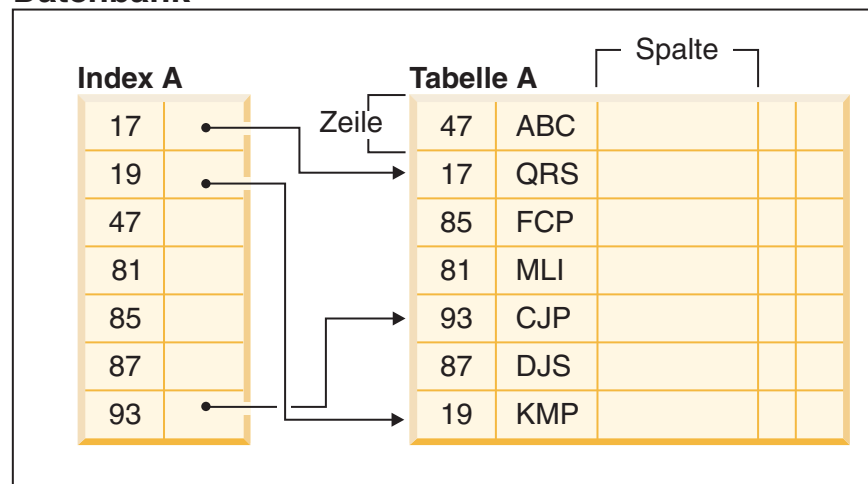 Datenbank
Spalte
Index A
Tabelle A
Zeile
17
47 ABC
19
17 QRS
47
85 FCP
81
81 MLI
85
93 CJP
87
87 DJS
93
19 KMP